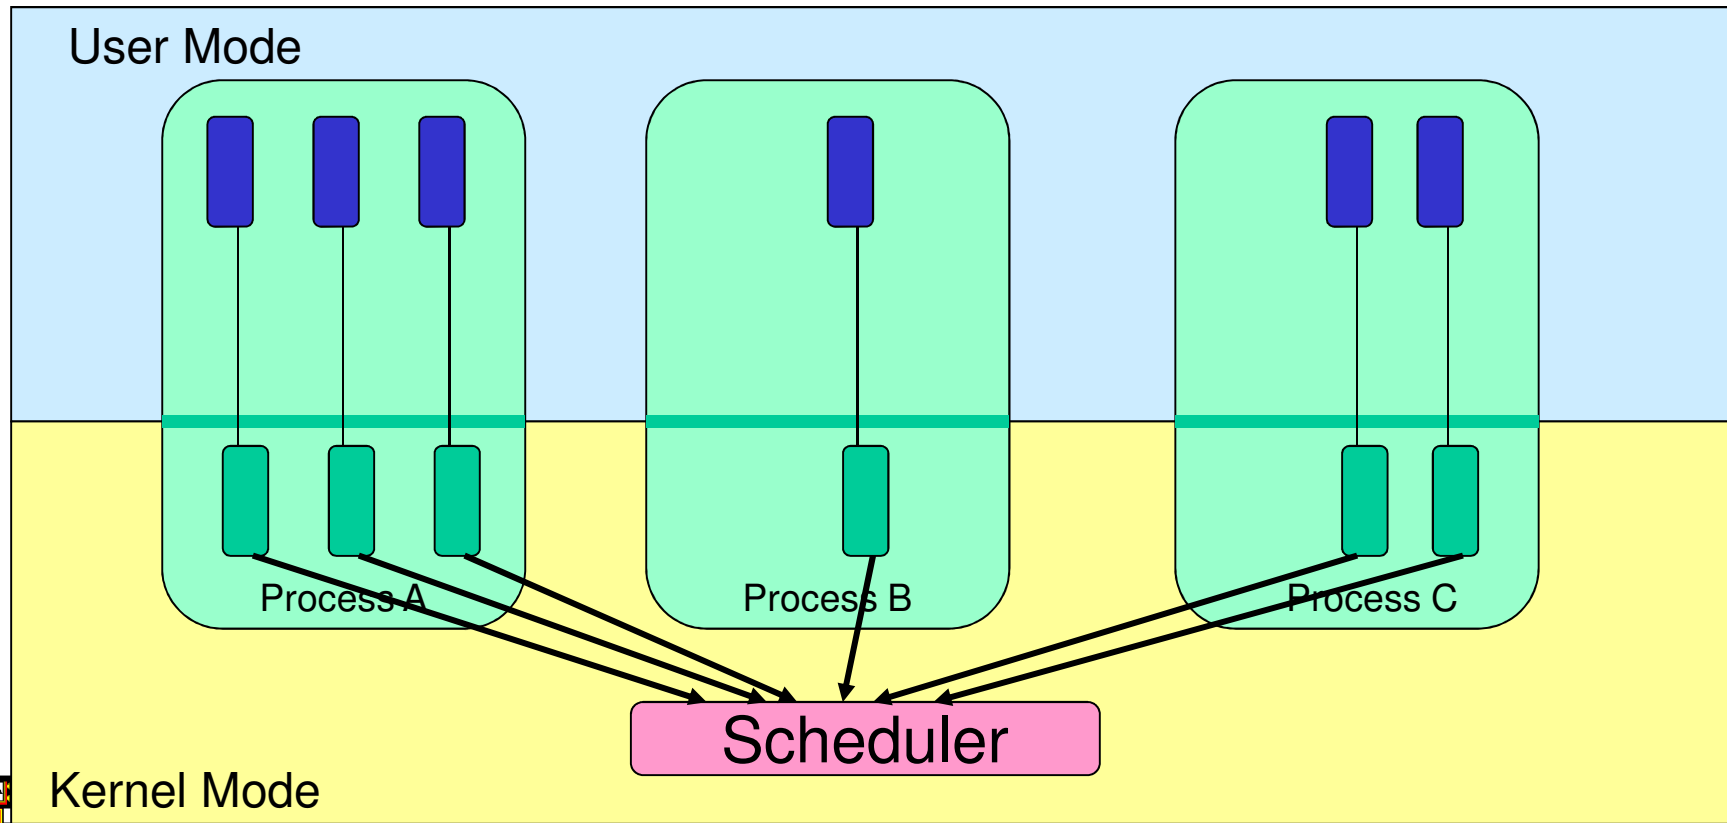 User Mode
Process A
Process B
Process C
Scheduler
Kernel Mode